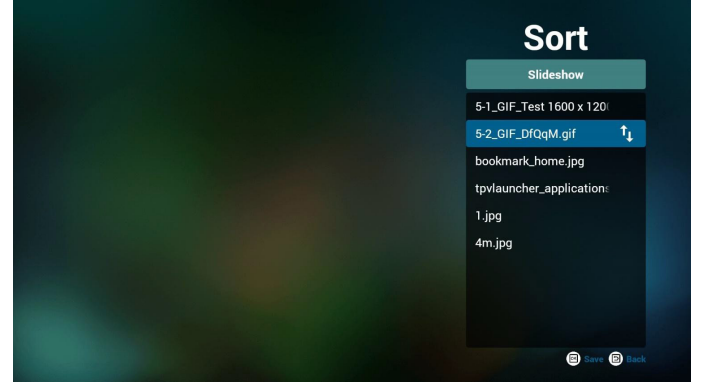 Sort
Slideshow
5-1_GIF_Test 1600 x 120
5-2_GIF_DfQqM.gif
bookmark_home.jpg
tpvlauncher_applications
1.jpg
4m.jpg
Save Back